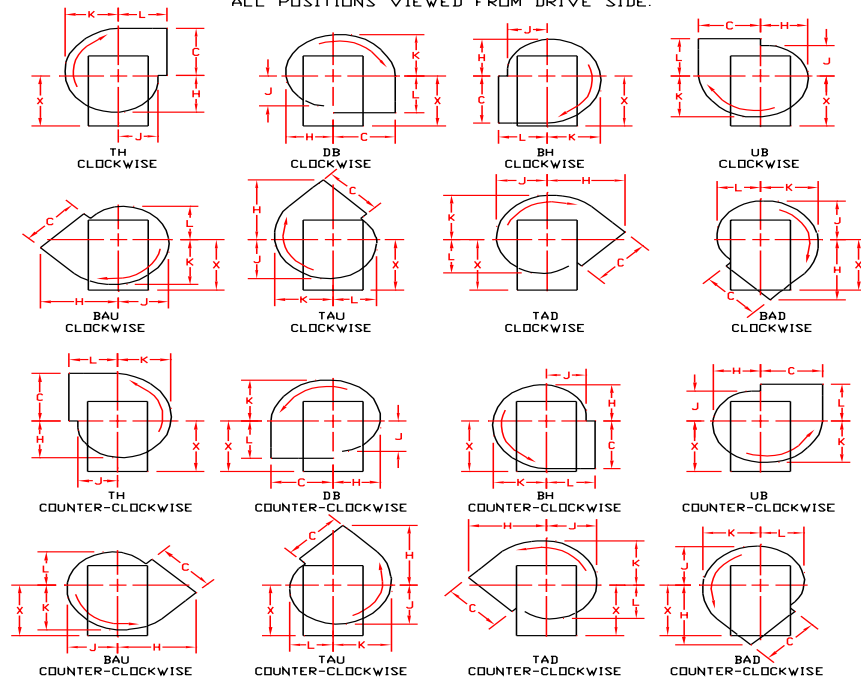 ALL POSITIONS VIEWED FROM DRIVE SIDE.
K L C H X J
TH
CLOCKWISE
K L J X H C
DB
CLOCKWISE
J H C X L K
BH
CLOCKWISE
C H L K J X
UB
CLOCKWISE
C L K X H J
BAU
CLOCKWISE
H C J X K L
TAU
CLOCKWISE
J H K L X C
TAD
CLOCKWISE
L K J H X C
BAD
CLOCKWISE
L K C H X J
TH
COUNTER-CLOCKWISE
K L X J C H
DB
COUNTER-CLOCKWISE
J H C X K L
BH
COUNTER-CLOCKWISE
H C J X L K
UB
COUNTER-CLOCKWISE
L K X C J H
BAU
COUNTER-CLOCKWISE
C H J X L K
TAU
COUNTER-CLOCKWISE
H J K L X C
TAD
COUNTER-CLOCKWISE
K L J H X C
BAD
COUNTER-CLOCKWISE